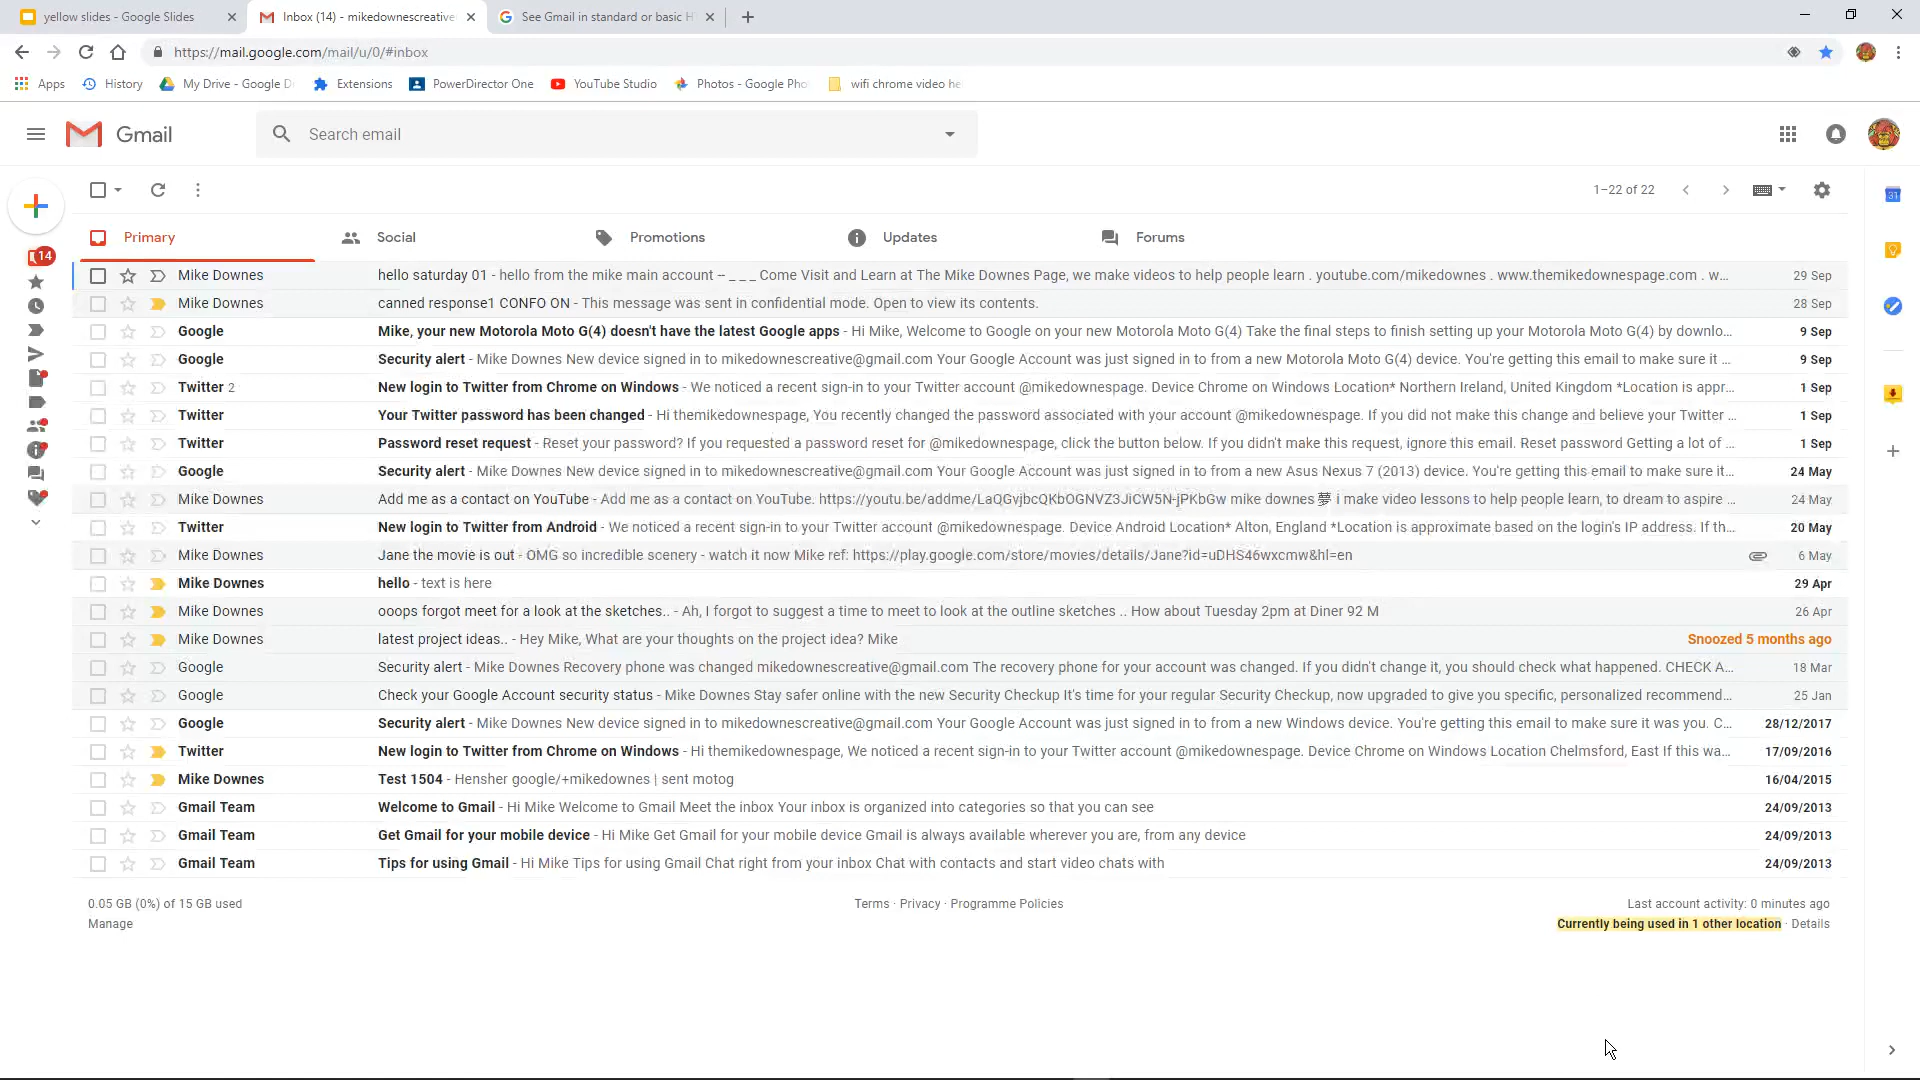 yellow slides - Google Slides
Inbox (14) - mikedownescreative
See Gmail in standard or basic H
https://mail.google.com/mail/u/0/#inbox
Apps History My Drive - Google D Extensions PowerDirector One YouTube Studio Photos - Google Pho wifi chrome video he
Gmail
Search email
1–22 of 22
31
14
Primary Social Promotions Updates Forums
Mike Downes hello saturday 01 - hello from the mike main account -- _ _ _ Come Visit and Learn at The Mike Downes Page, we make videos to help people learn . youtube.com/mikedownes . www.themikedownespage.com . w... 29 Sep
Mike Downes canned response1 CONFO ON - This message was sent in confidential mode. Open to view its contents. 28 Sep
Google Mike, your new Motorola Moto G(4) doesn't have the latest Google apps - Hi Mike, Welcome to Google on your new Motorola Moto G(4) Take the final steps to finish setting up your Motorola Moto G(4) by downlo... 9 Sep
Google Security alert - Mike Downes New device signed in to mikedownescreative@gmail.com Your Google Account was just signed in to from a new Motorola Moto G(4) device. You're getting this email to make sure it ... 9 Sep
Twitter 2 New login to Twitter from Chrome on Windows - We noticed a recent sign-in to your Twitter account @mikedownespage. Device Chrome on Windows Location* Northern Ireland, United Kingdom *Location is appr... 1 Sep
Twitter Your Twitter password has been changed - Hi themikedownespage, You recently changed the password associated with your account @mikedownespage. If you did not make this change and believe your Twitter ... 1 Sep
Twitter Password reset request - Reset your password? If you requested a password reset for @mikedownespage, click the button below. If you didn't make this request, ignore this email. Reset password Getting a lot of ... 1 Sep
Google Security alert - Mike Downes New device signed in to mikedownescreative@gmail.com Your Google Account was just signed in to from a new Asus Nexus 7 (2013) device. You're getting this email to make sure it... 24 May
Mike Downes Add me as a contact on YouTube - Add me as a contact on YouTube. https://youtu.be/addme/LaQGvjbcQKbOGNVZ3JiCW5N-jPKbGw mike downes 夢 i make video lessons to help people learn, to dream to aspire ... 24 May
Twitter New login to Twitter from Android - We noticed a recent sign-in to your Twitter account @mikedownespage. Device Android Location* Alton, England *Location is approximate based on the login's IP address. If th... 20 May
Mike Downes Jane the movie is out - OMG so incredible scenery - watch it now Mike ref: https://play.google.com/store/movies/details/Jane?id=uDHS46wxcmw&hl=en 6 May
Mike Downes hello - text is here 29 Apr
Mike Downes ooops forgot meet for a look at the sketches.. - Ah, I forgot to suggest a time to meet to look at the outline sketches .. How about Tuesday 2pm at Diner 92 M 26 Apr
Mike Downes latest project ideas.. - Hey Mike, What are your thoughts on the project idea? Mike Snoozed 5 months ago
Google Security alert - Mike Downes Recovery phone was changed mikedownescreative@gmail.com The recovery phone for your account was changed. If you didn't change it, you should check what happened. CHECK A... 18 Mar
Google Check your Google Account security status - Mike Downes Stay safer online with the new Security Checkup It's time for your regular Security Checkup, now upgraded to give you specific, personalized recommend... 25 Jan
Google Security alert - Mike Downes New device signed in to mikedownescreative@gmail.com Your Google Account was just signed in to from a new Windows device. You're getting this email to make sure it was you. C... 28/12/2017
Twitter New login to Twitter from Chrome on Windows - Hi themikedownespage, We noticed a recent sign-in to your Twitter account @mikedownespage. Device Chrome on Windows Location Chelmsford, East If this wa... 17/09/2016
Mike Downes Test 1504 - Hensher google/+mikedownes | sent motog 16/04/2015
Gmail Team Welcome to Gmail - Hi Mike Welcome to Gmail Meet the inbox Your inbox is organized into categories so that you can see 24/09/2013
Gmail Team Get Gmail for your mobile device - Hi Mike Get Gmail for your mobile device Gmail is always available wherever you are, from any device 24/09/2013
Gmail Team Tips for using Gmail - Hi Mike Tips for using Gmail Chat right from your inbox Chat with contacts and start video chats with 24/09/2013
0.05 GB (0%) of 15 GB used Terms · Privacy · Programme Policies Last account activity: 0 minutes ago
Manage Currently being used in 1 other location · Details